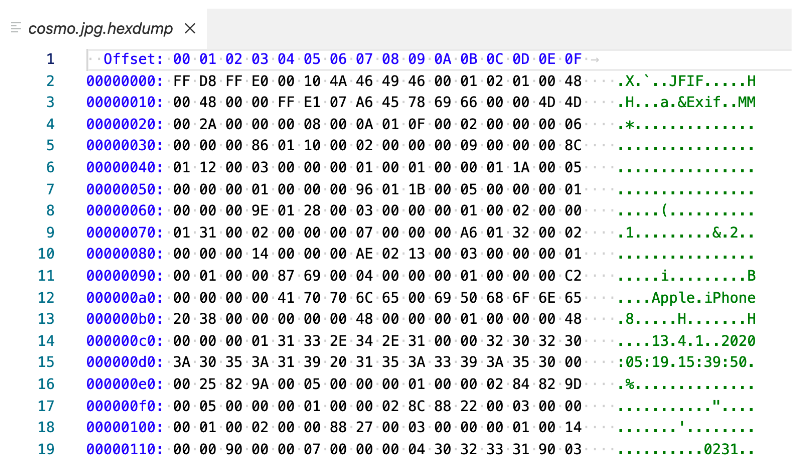 cosmo.jpg.hexdump ×
1 Offset: 00 01 02 03 04 05 06 07 08 09 0A 0B 0C 0D 0E 0F
2 00000000: FF D8 FF E0 00 10 4A 46 49 46 00 01 02 01 00 48 .X.`..JFIF.....H
3 00000010: 00 48 00 00 FF E1 07 A6 45 78 69 66 00 00 4D 4D .H...a.&Exif..MM
4 00000020: 00 2A 00 00 00 08 00 0A 01 0F 00 02 00 00 00 06 .*..............
5 00000030: 00 00 00 86 01 10 00 02 00 00 00 09 00 00 00 8C ................
6 00000040: 01 12 00 03 00 00 00 01 00 01 00 00 01 1A 00 05 ................
7 00000050: 00 00 00 01 00 00 00 96 01 1B 00 05 00 00 00 01 ................
8 00000060: 00 00 00 9E 01 28 00 03 00 00 00 01 00 02 00 00 .....(..........
9 00000070: 01 31 00 02 00 00 00 07 00 00 00 A6 01 32 00 02 .1.........&.2..
10 00000080: 00 00 00 14 00 00 00 AE 02 13 00 03 00 00 00 01 ................
11 00000090: 00 01 00 00 87 69 00 04 00 00 00 01 00 00 00 C2 .....i.........B
12 000000a0: 00 00 00 00 41 70 70 6C 65 00 69 50 68 6F 6E 65 ....Apple.iPhone
13 000000b0: 20 38 00 00 00 00 00 48 00 00 00 01 00 00 00 48 .8.....H.......H
14 000000c0: 00 00 00 01 31 33 2E 34 2E 31 00 00 32 30 32 30 ....13.4.1..2020
15 000000d0: 3A 30 35 3A 31 39 20 31 35 3A 33 39 3A 35 30 00 :05:19.15:39:50.
16 000000e0: 00 25 82 9A 00 05 00 00 00 01 00 00 02 84 82 9D .%..............
17 000000f0: 00 05 00 00 00 01 00 00 02 8C 88 22 00 03 00 00 ..........."....
18 00000100: 00 01 00 02 00 00 88 27 00 03 00 00 00 01 00 14 .......'........
19 00000110: 00 00 90 00 00 07 00 00 00 04 30 32 33 31 90 03 ..........0231..